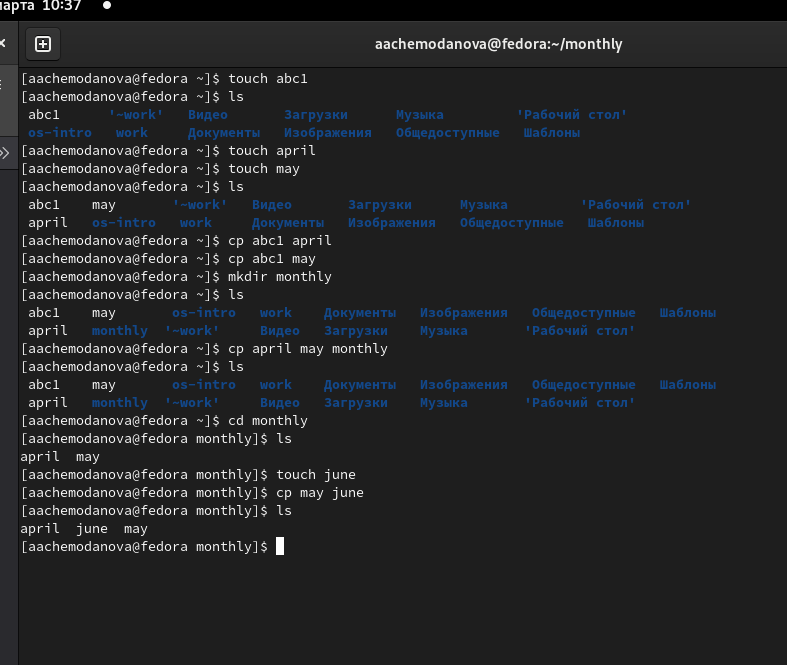 марта 10:37
aachemodanova@fedora:~/monthly
[aachemodanova@fedora ~]$ touch abc1
[aachemodanova@fedora ~]$ ls
abc1 '~work' Видео Загрузки Музыка 'Рабочий стол'
os-intro work Документы Изображения Общедоступные Шаблоны
[aachemodanova@fedora ~]$ touch april
[aachemodanova@fedora ~]$ touch may
[aachemodanova@fedora ~]$ ls
abc1 may '~work' Видео Загрузки Музыка 'Рабочий стол'
april os-intro work Документы Изображения Общедоступные Шаблоны
[aachemodanova@fedora ~]$ cp abc1 april
[aachemodanova@fedora ~]$ cp abc1 may
[aachemodanova@fedora ~]$ mkdir monthly
[aachemodanova@fedora ~]$ ls
abc1 may os-intro work Документы Изображения Общедоступные Шаблоны
april monthly '~work' Видео Загрузки Музыка 'Рабочий стол'
[aachemodanova@fedora ~]$ cp april may monthly
[aachemodanova@fedora ~]$ ls
abc1 may os-intro work Документы Изображения Общедоступные Шаблоны
april monthly '~work' Видео Загрузки Музыка 'Рабочий стол'
[aachemodanova@fedora ~]$ cd monthly
[aachemodanova@fedora monthly]$ ls
april may
[aachemodanova@fedora monthly]$ touch june
[aachemodanova@fedora monthly]$ cp may june
[aachemodanova@fedora monthly]$ ls
april june may
[aachemodanova@fedora monthly]$